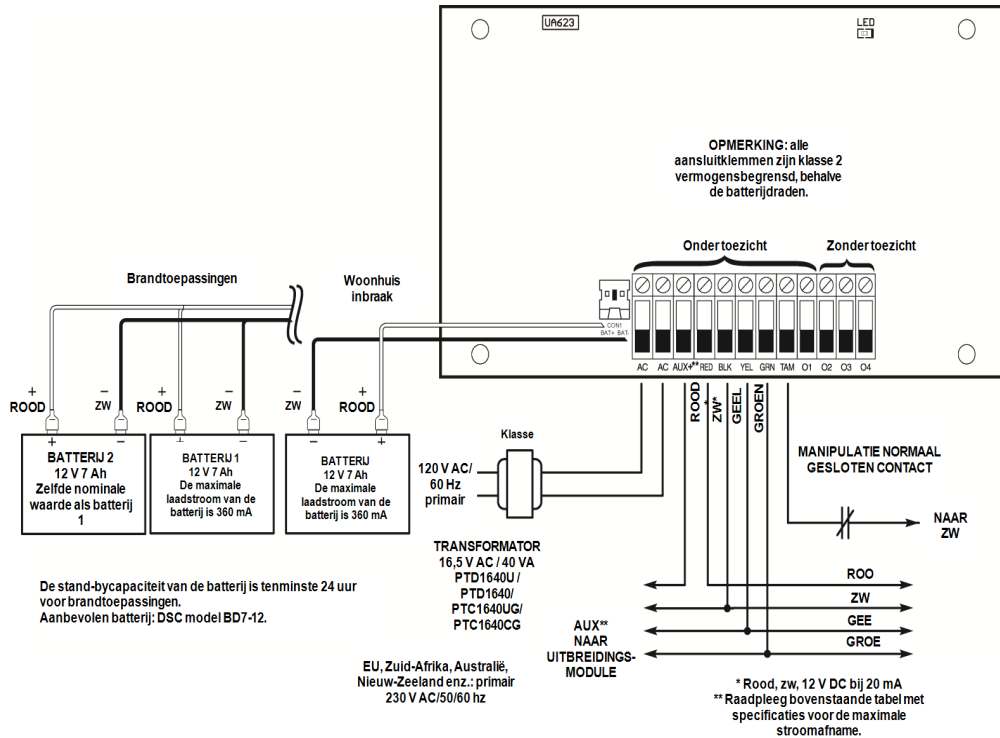 UA623
LED
OPMERKING: alle
aansluitklemmen zijn klasse 2
vermogensbegrensd, behalve
de batterijdraden.
Onder toezicht
Zonder toezicht
Brandtoepassingen
Woonhuis
inbraak
CON1
BAT+ BAT-
AC AC AUX+** RED BLK YEL GRN TAM O1 O2 O3 O4
ROOD
*
ZW*
GEEL
GROEN
+
ROOD
–
ZW
+
ROOD
–
ZW
–
ZW
+
ROOD
+ –
BATTERIJ 2
12 V 7 Ah
Zelfde nominale
waarde als batterij
1
+ –
BATTERIJ 1
12 V 7 Ah
De maximale
laadstroom van de
batterij is 360 mA
– +
BATTERIJ
12 V 7 Ah
De maximale
laadstroom van de
batterij is 360 mA
Klasse
120 V AC/
60 Hz
primair
MANIPULATIE NORMAAL
GESLOTEN CONTACT
NAAR
ZW
TRANSFORMATOR
16,5 V AC / 40 VA
PTD1640U /
PTD1640/
PTC1640UG/
PTC1640CG
De stand-bycapaciteit van de batterij is tenminste 24 uur
voor brandtoepassingen.
Aanbevolen batterij: DSC model BD7-12.
ROO
ZW
GEE
GROE
AUX**
NAAR
UITBREIDINGS-
MODULE
EU, Zuid-Afrika, Australië,
Nieuw-Zeeland enz.: primair
230 V AC/50/60 hz
* Rood, zw, 12 V DC bij 20 mA
** Raadpleeg bovenstaande tabel met
specificaties voor de maximale
stroomafname.